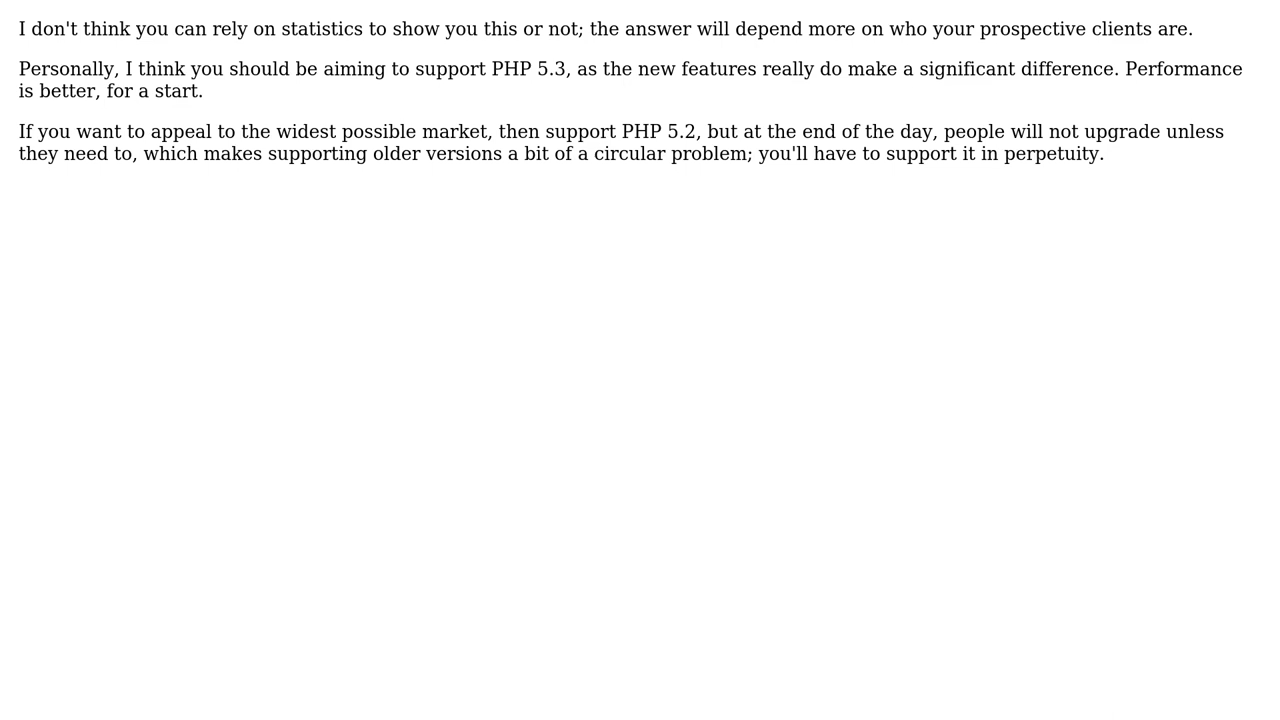 I don't think you can rely on statistics to show you this or not; the answer will depend more on who your prospective clients are.
Personally, I think you should be aiming to support PHP 5.3, as the new features really do make a significant difference. Performance
is better, for a start.
If you want to appeal to the widest possible market, then support PHP 5.2, but at the end of the day, people will not upgrade unless
they need to, which makes supporting older versions a bit of a circular problem; you'll have to support it in perpetuity.